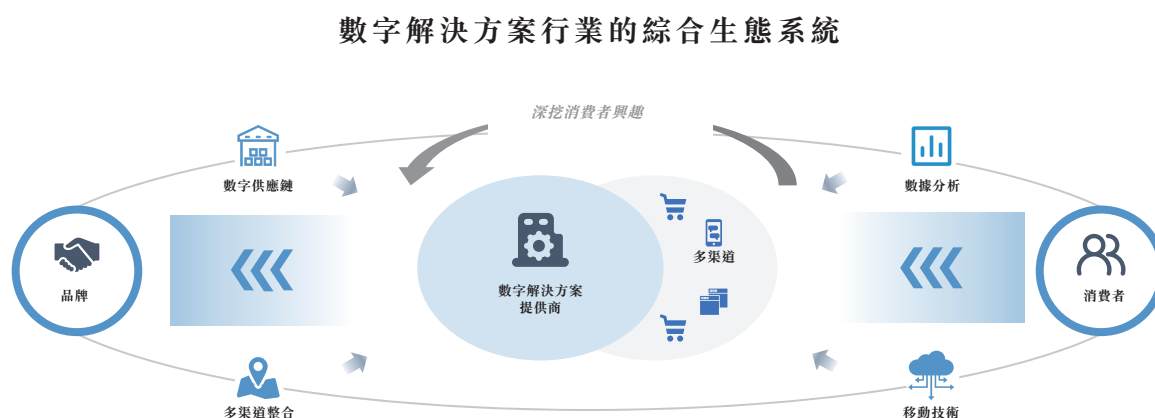 數字解決方案行業的綜合生態系統
深挖消費者興趣
數字供應鏈
數據分析
品牌
數字解決方案
提供商
多渠道
消費者
多渠道整合
移動技術